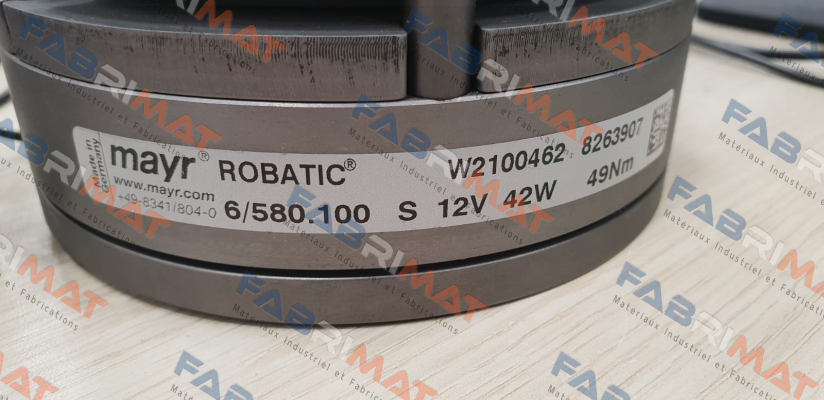 Made in
Germany
mayr® ROBATIC® W2100462 8263907
www.mayr.com
+49-8341/804-0 6/580.100 S 12V 42W 49Nm
FABRIMAT
Matériaux Industriel et Fabrications